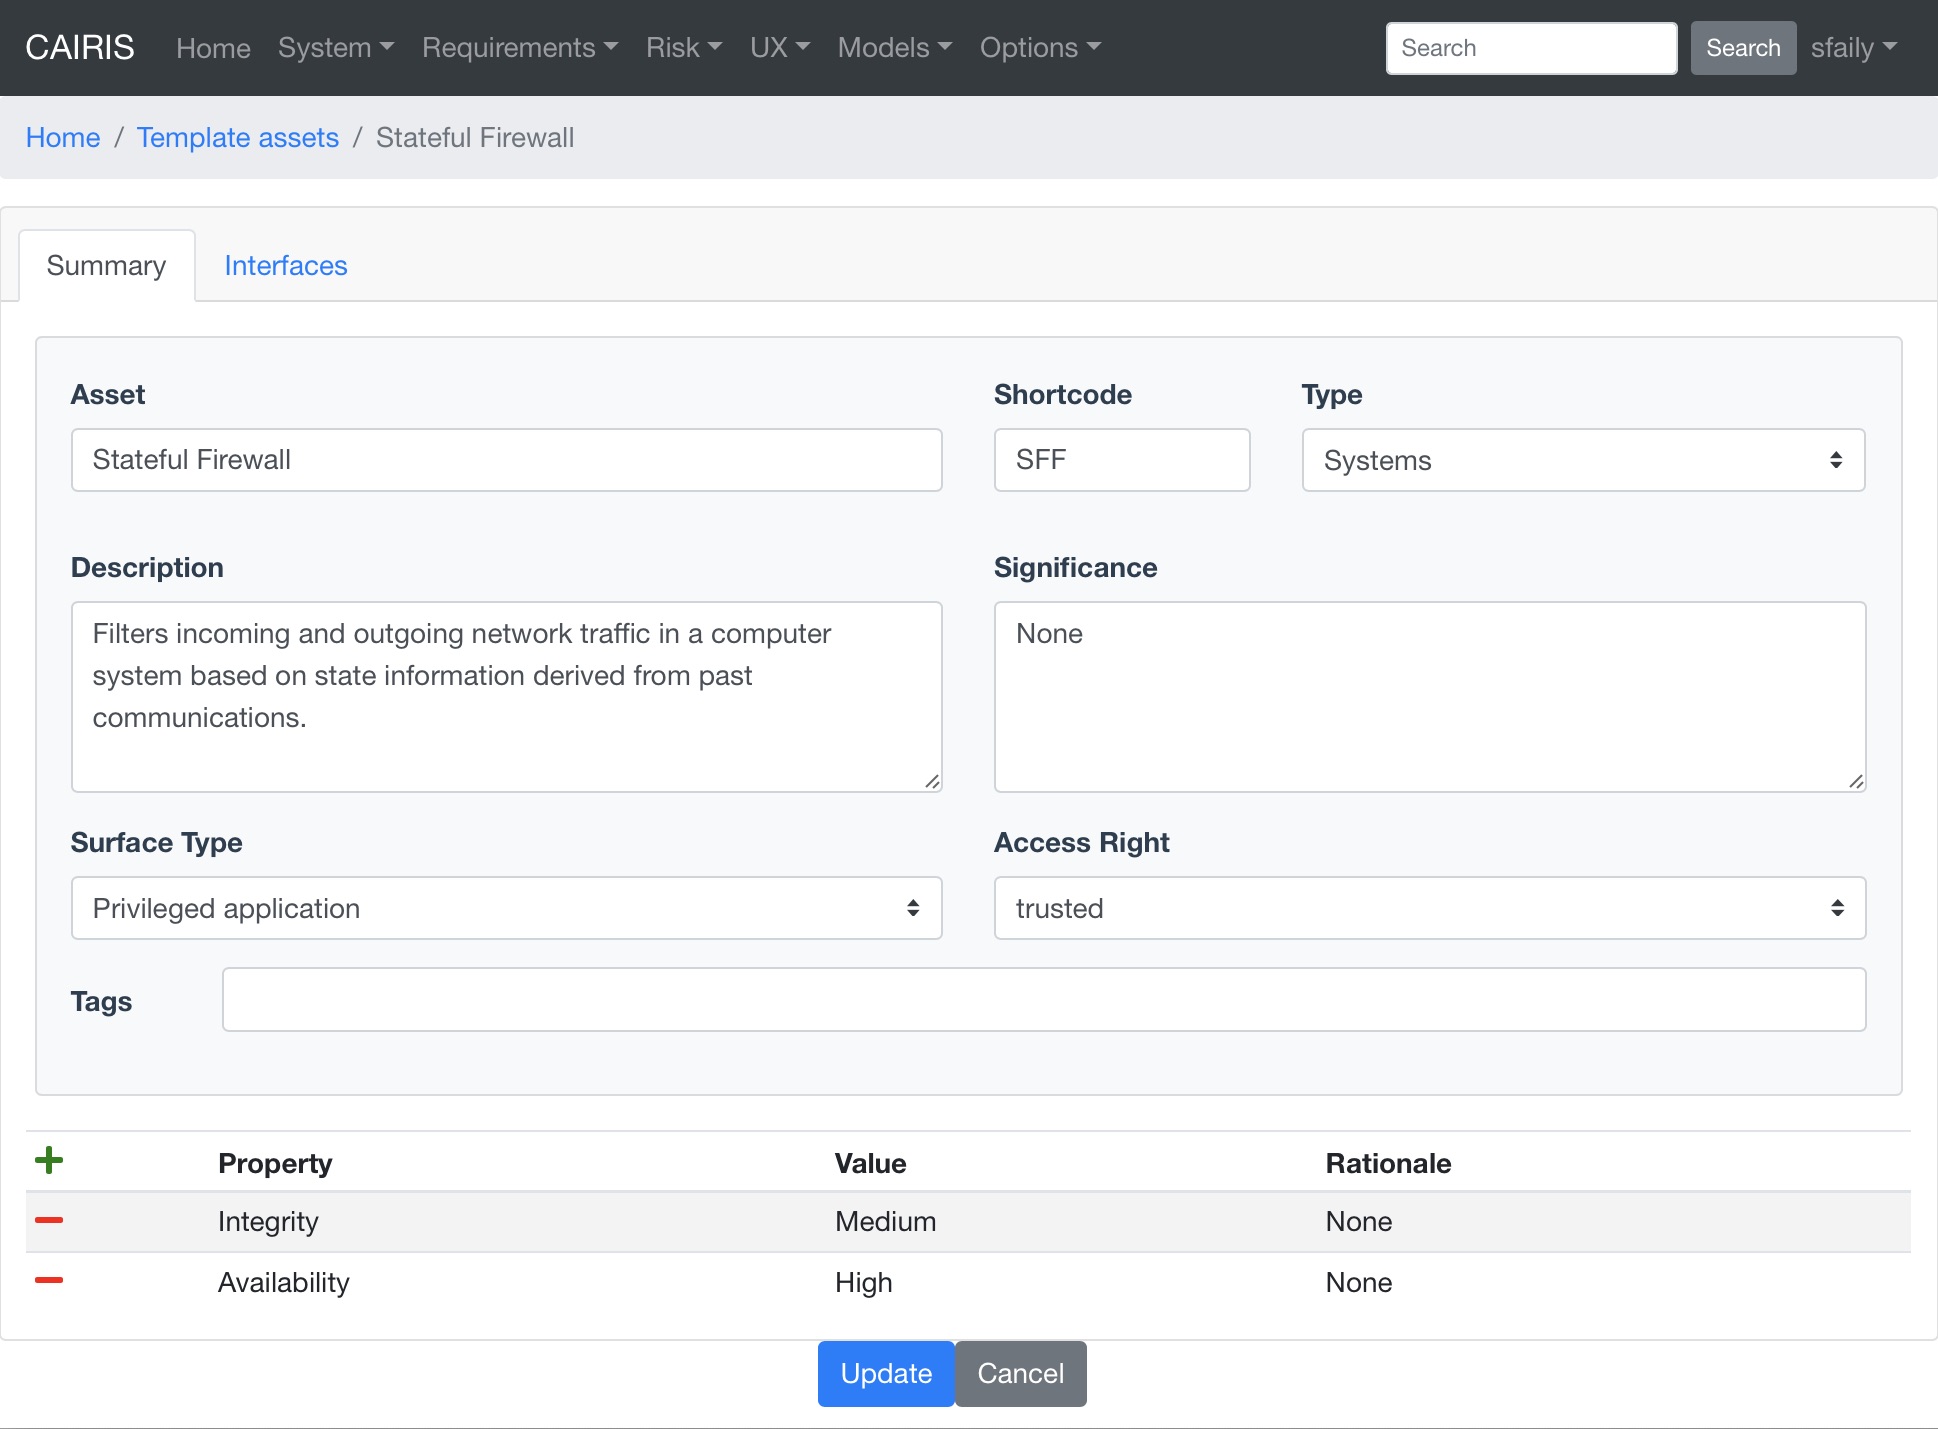 CAIRIS Home System Requirements Risk UX Models Options Search Search sfaily
Home / Template assets / Stateful Firewall
Summary Interfaces
Asset Shortcode Type
Stateful Firewall SFF Systems
Description Significance
Filters incoming and outgoing network traffic in a computer
system based on state information derived from past
communications.
None
Surface Type Access Right
Privileged application trusted
Tags
Property Value Rationale
Integrity Medium None
Availability High None
Update Cancel